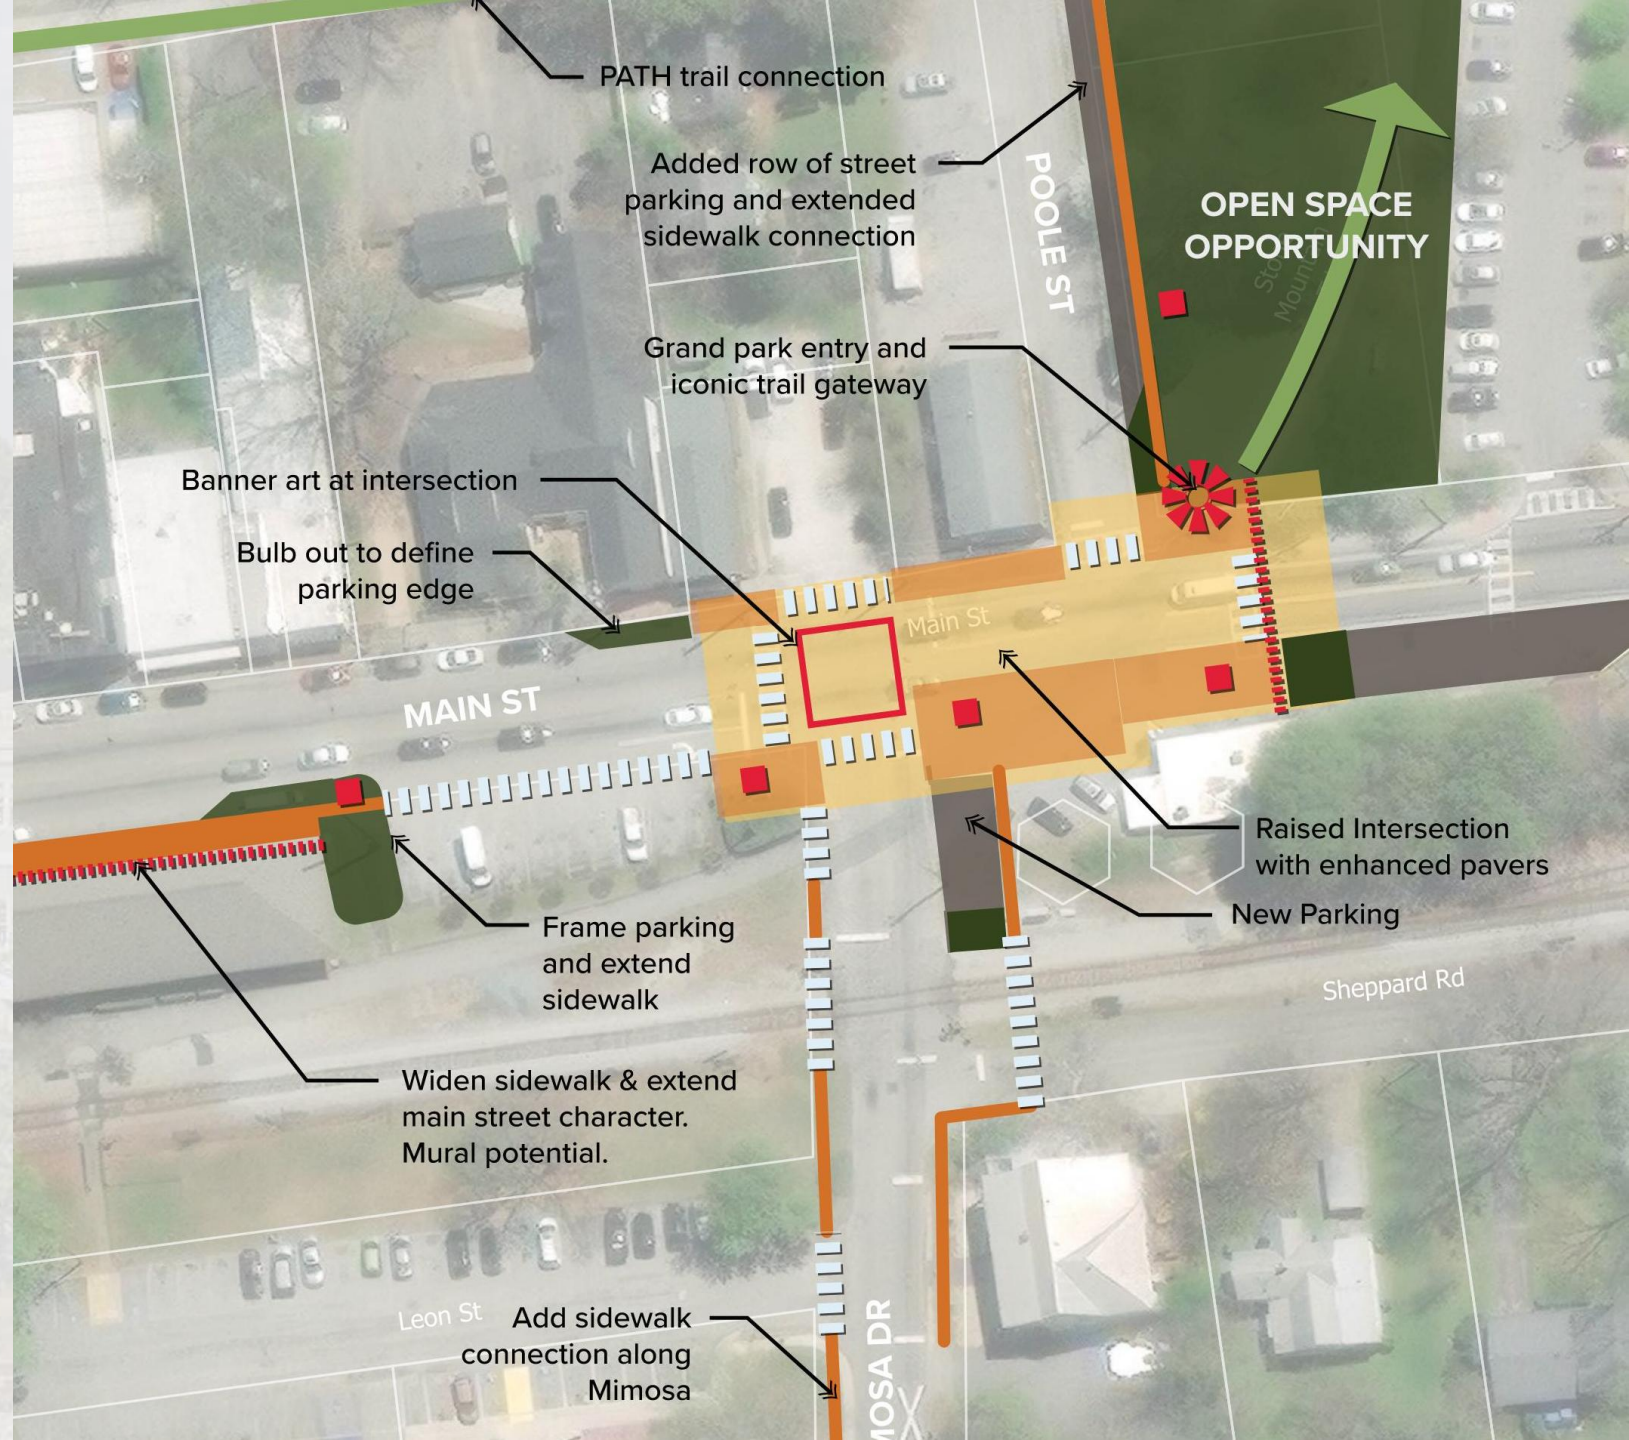 PATH trail connection
Added row of street
parking and extended
sidewalk connection
POOLE ST
OPEN SPACE
OPPORTUNITY
Grand park entry and
iconic trail gateway
Banner art at intersection
Bulb out to define
parking edge
Main St
MAIN ST
Raised Intersection
with enhanced pavers
New Parking
Frame parking
and extend
sidewalk
Sheppard Rd
Widen sidewalk & extend
main street character.
Mural potential.
Leon St
Add sidewalk
connection along
Mimosa
MOSA DR